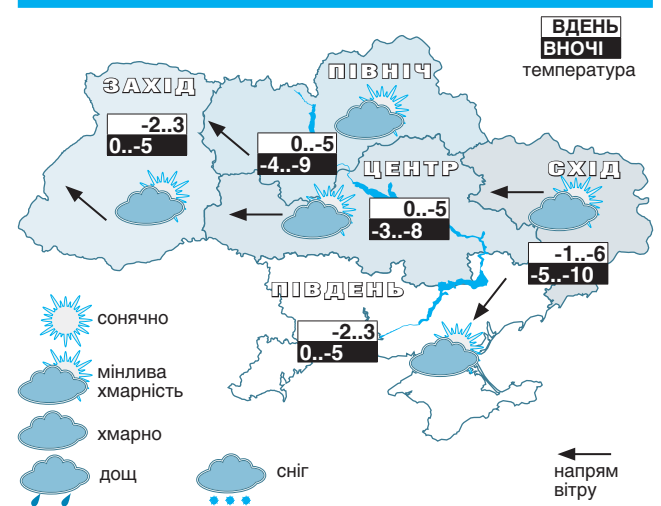 ВДЕНЬ
ВНОЧІ
температура
ПІВНІЧ
ЗАХІД
-2..3
0..-5
0..-5
-4..-9
ЦЕНТР
СХІД
0..-5
-3..-8
-1..-6
-5..-10
ПІВДЕНЬ
-2..3
0..-5
сонячно
мінлива
хмарність
хмарно
дощ
сніг
напрям
вітру